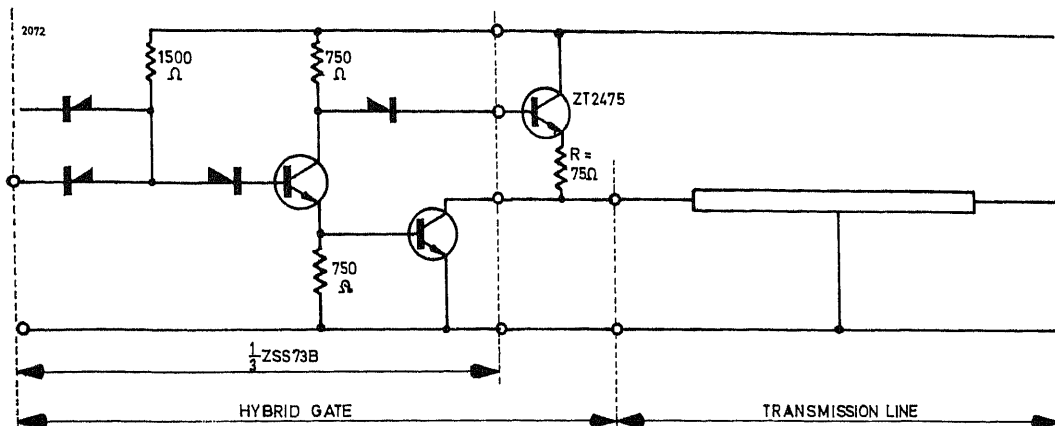 2072
1500
Ω
750
Ω
ZT2475
R =
75Ω
750
Ω
1/3 ZSS73B
HYBRID GATE
TRANSMISSION LINE